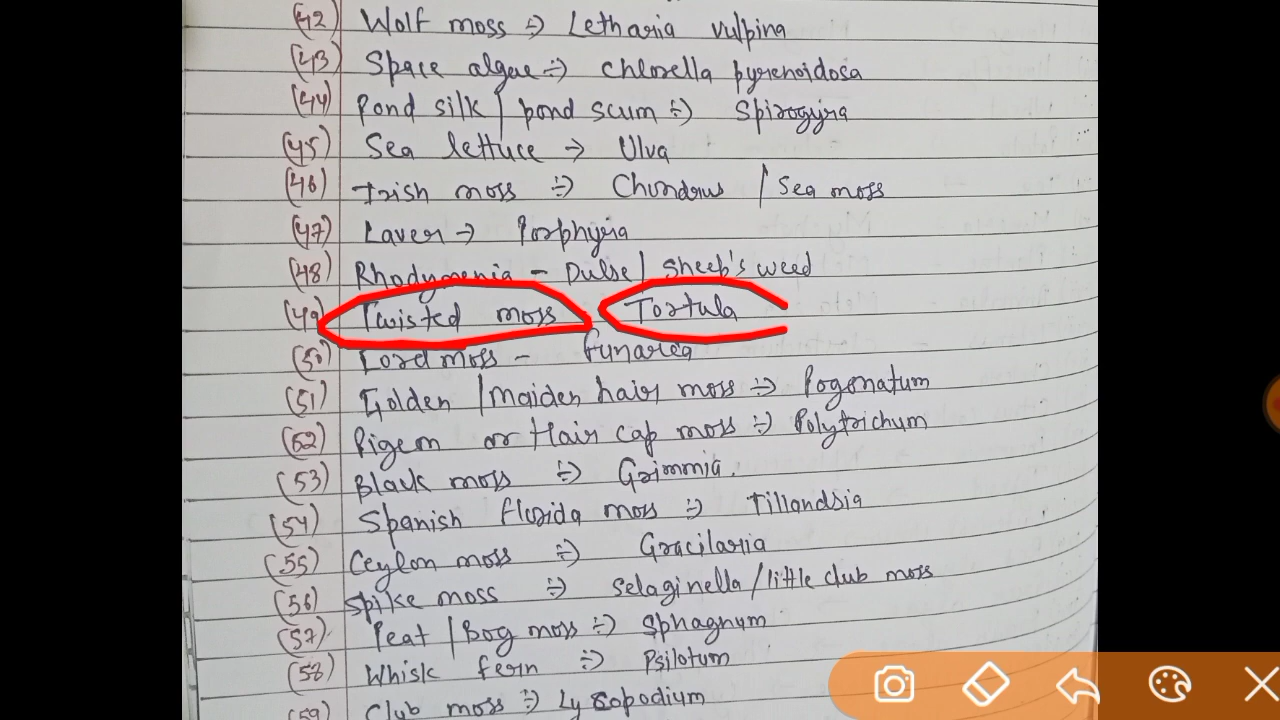 (42) Wolf moss ÷) Letharia vulpina
(43) Space algae ÷) Chlorella pyrenoidosa
(44) Pond silk / pond scum ÷) Spirogyra
(45) Sea lettuce → Ulva
(46) Irish moss ÷) Chondrus / Sea moss
(47) Laver → Porphyria
(48) Rhodymenia - Dulse / Sheep's weed
(49) Twisted moss Tortula
(50) Cord moss - Funarea
(51) Golden / Maiden hair moss ÷) Pogonatum
(52) Pigeon or Hair cap moss ÷) Polytrichum
(53) Black moss ÷) Grimmia.
(54) Spanish florida moss ÷) Tillandsia
(55) Ceylon moss ÷) Gracilaria
(56) Spike moss ÷) Selaginella / little club moss
(57) Peat / Bog moss ÷) Sphagnum
(58) Whisk fern ÷) Psilotum
(59) Club moss ÷) Lycopodium